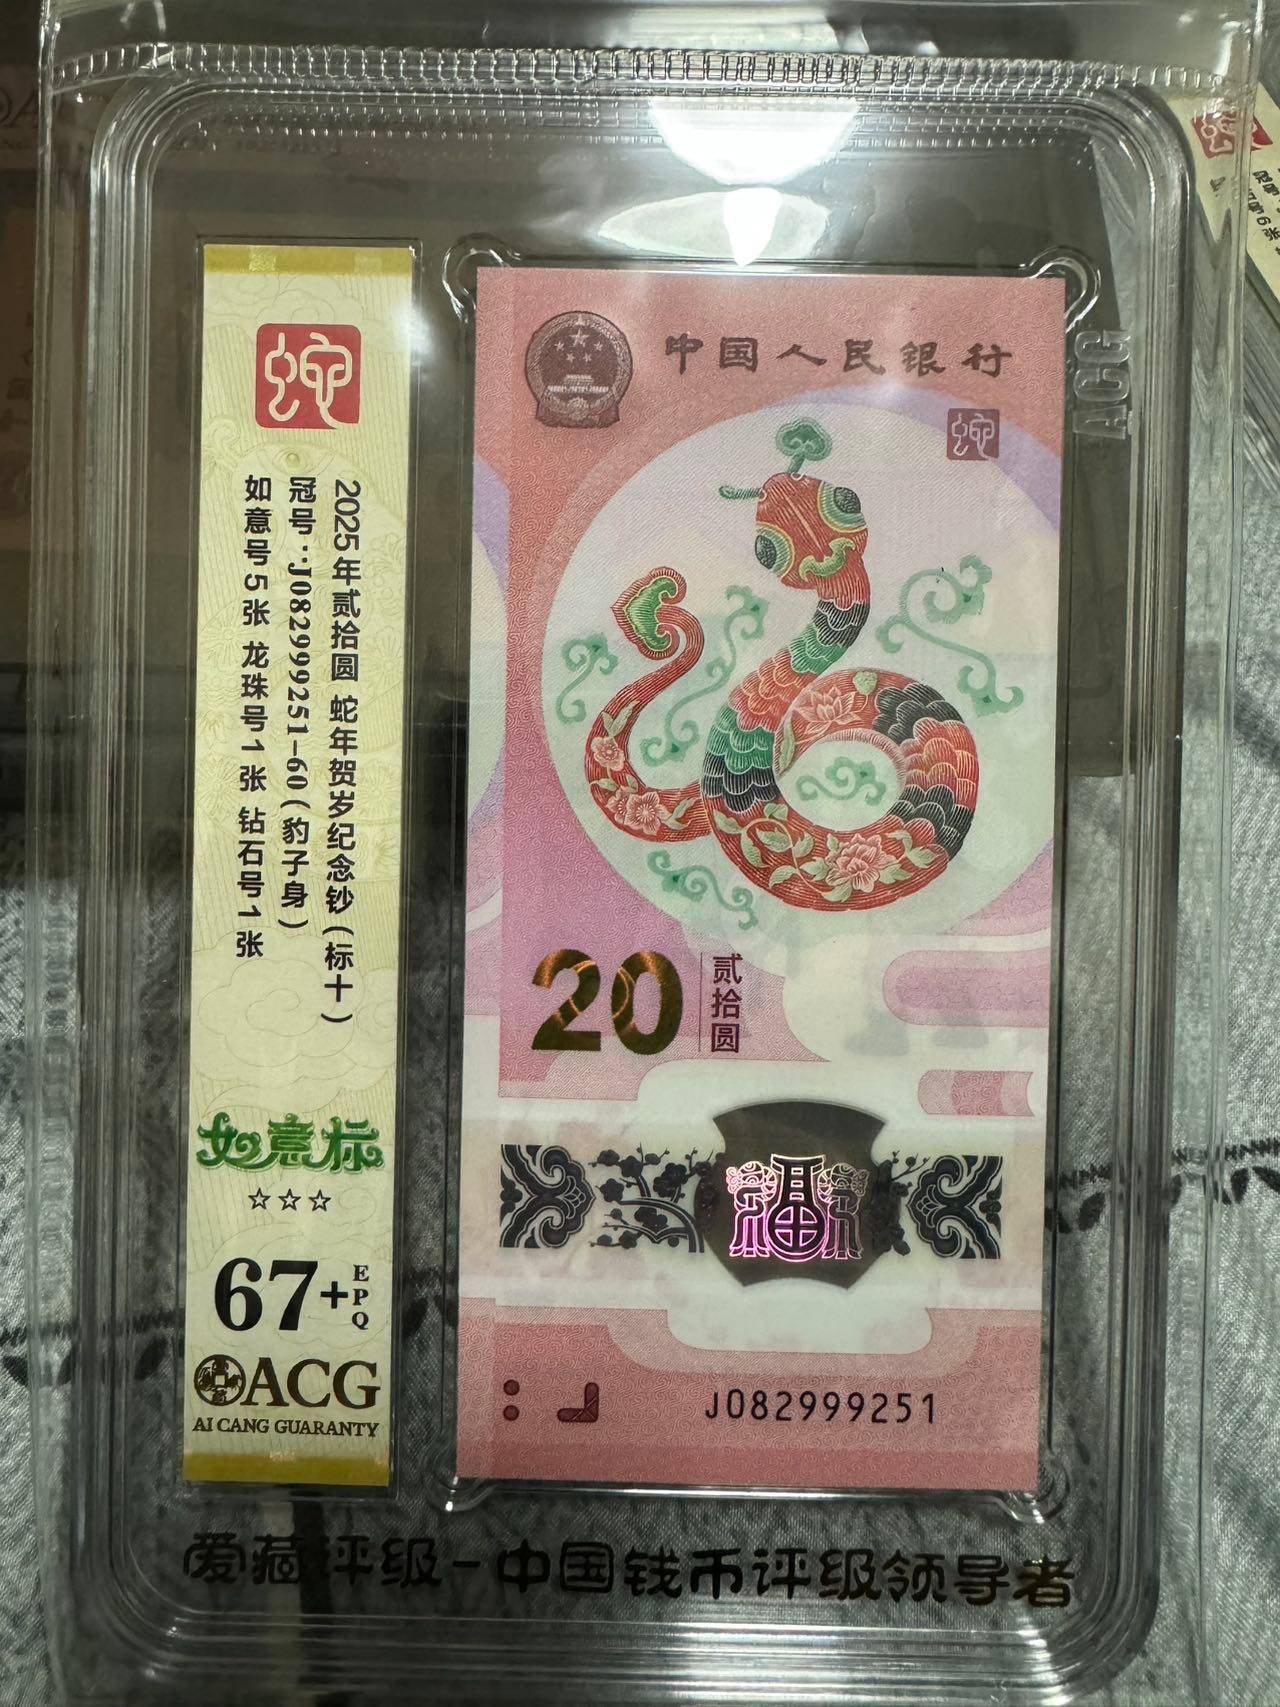 蛇
2025年贰拾圆 蛇年贺岁纪念钞(标十)
冠号:J082999251-60(豹子身)
如意号5张 龙珠号1张 钻石号1张
如意标
☆☆☆
67+EPQ
ACG
AI CANG GUARANTY
中国人民银行
蛇
20 贰拾圆
福
J082999251
ACG
爱藏评级-中国钱币评级领导者